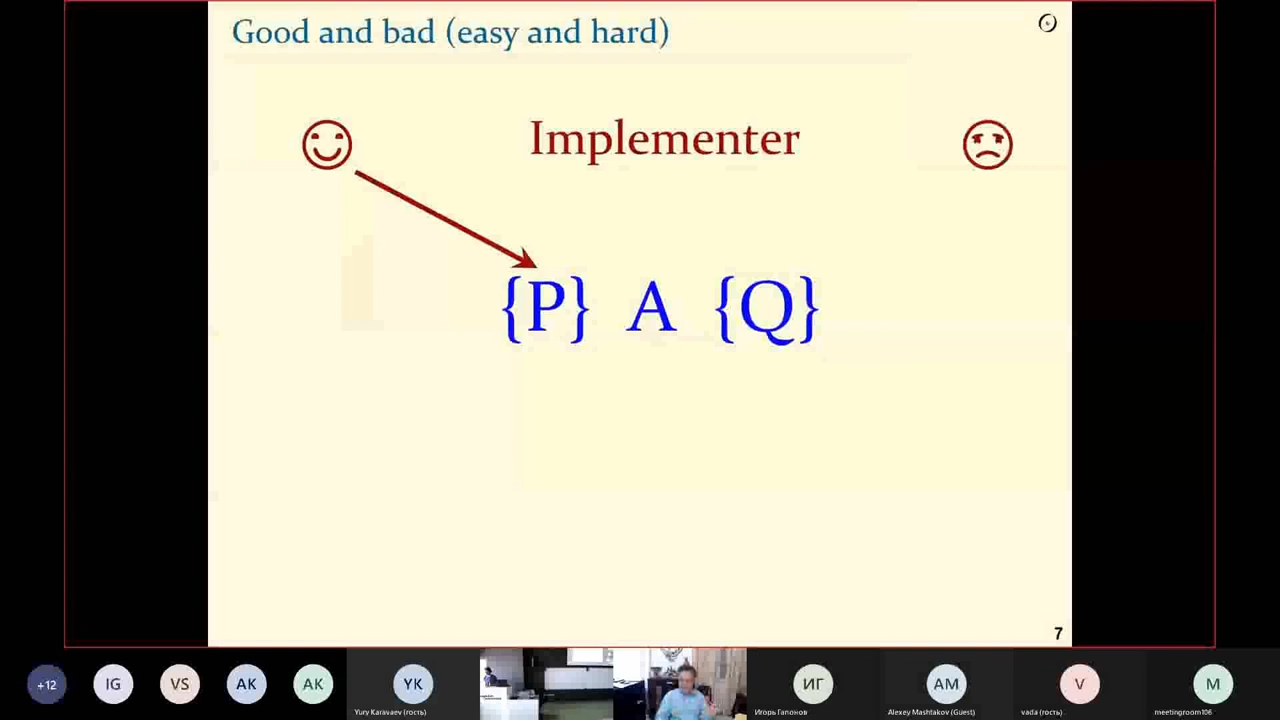 Good and bad (easy and hard)
Implementer
{P} A {Q}
7
+12
IG
VS
AK
AK
YK
ИГ
AM
V
M
Yury Karavaev (гость)
Игорь Гапонов
Alexey Mashtakov (Guest)
vada (гость)
meetingroom106